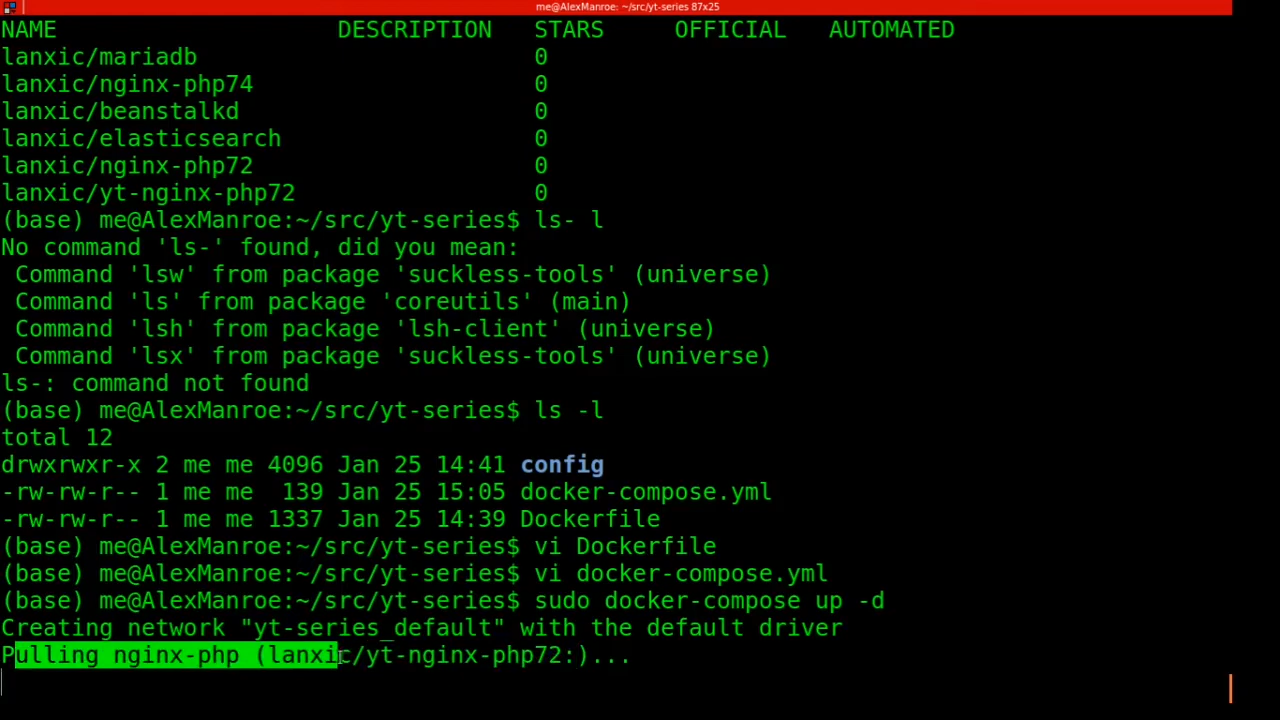 me@AlexManroe: ~/src/yt-series 87x25
NAME DESCRIPTION STARS OFFICIAL AUTOMATED
lanxic/mariadb 0
lanxic/nginx-php74 0
lanxic/beanstalkd 0
lanxic/elasticsearch 0
lanxic/nginx-php72 0
lanxic/yt-nginx-php72 0
(base) me@AlexManroe:~/src/yt-series$ ls- l
No command 'ls-' found, did you mean:
 Command 'lsw' from package 'suckless-tools' (universe)
 Command 'ls' from package 'coreutils' (main)
 Command 'lsh' from package 'lsh-client' (universe)
 Command 'lsx' from package 'suckless-tools' (universe)
ls-: command not found
(base) me@AlexManroe:~/src/yt-series$ ls -l
total 12
drwxrwxr-x 2 me me 4096 Jan 25 14:41 config
-rw-rw-r-- 1 me me  139 Jan 25 15:05 docker-compose.yml
-rw-rw-r-- 1 me me 1337 Jan 25 14:39 Dockerfile
(base) me@AlexManroe:~/src/yt-series$ vi Dockerfile
(base) me@AlexManroe:~/src/yt-series$ vi docker-compose.yml
(base) me@AlexManroe:~/src/yt-series$ sudo docker-compose up -d
Creating network "yt-series_default" with the default driver
Pulling nginx-php (lanxic/yt-nginx-php72:)...